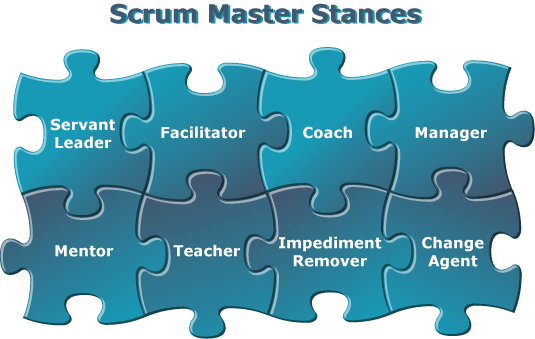 Scrum Master Stances
Servant
Leader
Facilitator
Coach
Manager
Mentor
Teacher
Impediment
Remover
Change
Agent